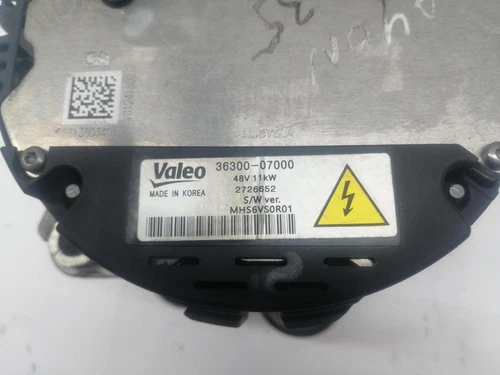 Valeo
MADE IN KOREA
36300-07000
48V 11kW
2726652
S/W ver.
MHS6VS0R01